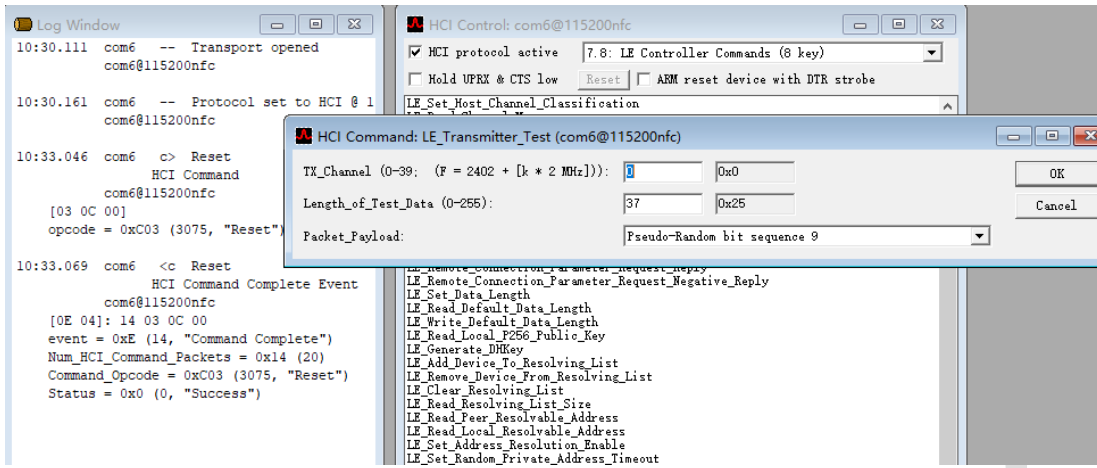 Log Window
10:30.111 com6 -- Transport opened
com6@115200nfc
10:30.161 com6 -- Protocol set to HCI @ 1
com6@115200nfc
10:33.046 com6 c> Reset
HCI Command
com6@115200nfc
[03 0C 00]
opcode = 0xC03 (3075, "Reset")
10:33.069 com6 <c Reset
HCI Command Complete Event
com6@115200nfc
[0E 04]: 14 03 0C 00
event = 0xE (14, "Command Complete")
Num_HCI_Command_Packets = 0x14 (20)
Command_Opcode = 0xC03 (3075, "Reset")
Status = 0x0 (0, "Success")
HCI Control: com6@115200nfc
HCI protocol active 7.8: LE Controller Commands (8 key)
Hold UPRX & CTS low Reset ARM reset device with DTR strobe
LE_Set_Host_Channel_Classification
HCI Command: LE_Transmitter_Test (com6@115200nfc)
TX_Channel (0-39; (F = 2402 + [k * 2 MHz])): 0 0x0 OK
Length_of_Test_Data (0-255): 37 0x25 Cancel
Packet_Payload: Pseudo-Random bit sequence 9
LE_Remote_Connection_Parameter_Request_Reply
LE_Remote_Connection_Parameter_Request_Negative_Reply
LE_Set_Data_Length
LE_Read_Default_Data_Length
LE_Write_Default_Data_Length
LE_Read_Local_P256_Public_Key
LE_Generate_DHKey
LE_Add_Device_To_Resolving_List
LE_Remove_Device_From_Resolving_List
LE_Clear_Resolving_List
LE_Read_Resolving_List_Size
LE_Read_Peer_Resolvable_Address
LE_Read_Local_Resolvable_Address
LE_Set_Address_Resolution_Enable
LE_Set_Random_Private_Address_Timeout